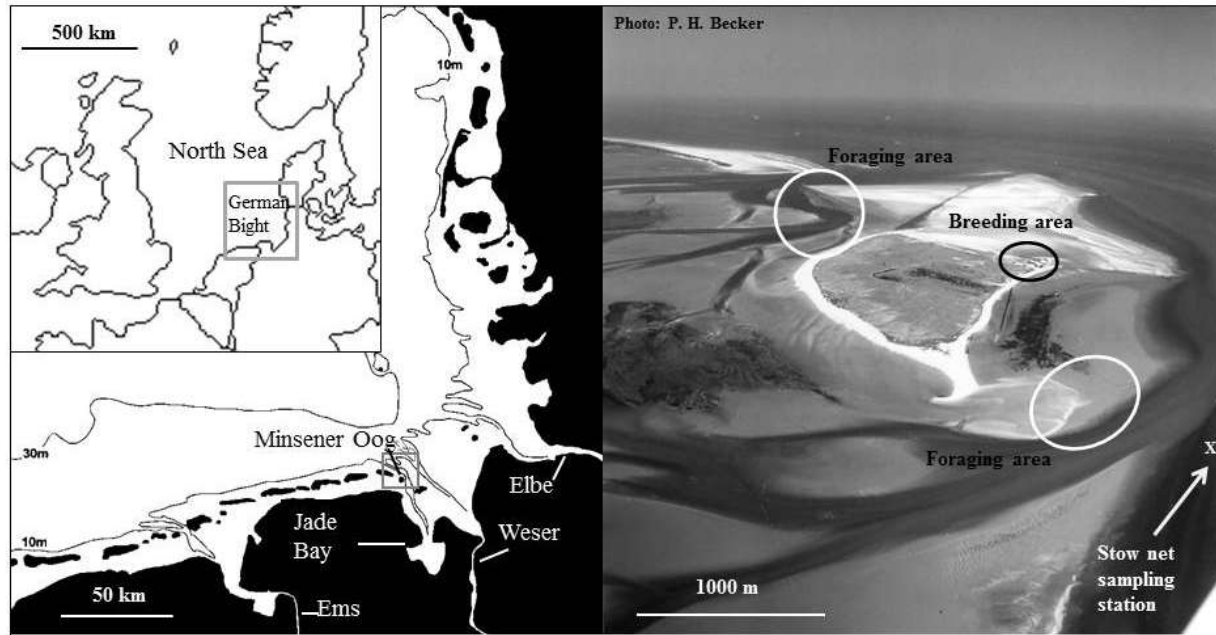 500 km
North Sea
German
Bight
10m
Minsener Oog
30m
Elbe
Jade
Bay
Weser
10m
50 km
Ems
Photo: P. H. Becker
Foraging area
Breeding area
Foraging area
X
1000 m
Stow net
sampling
station